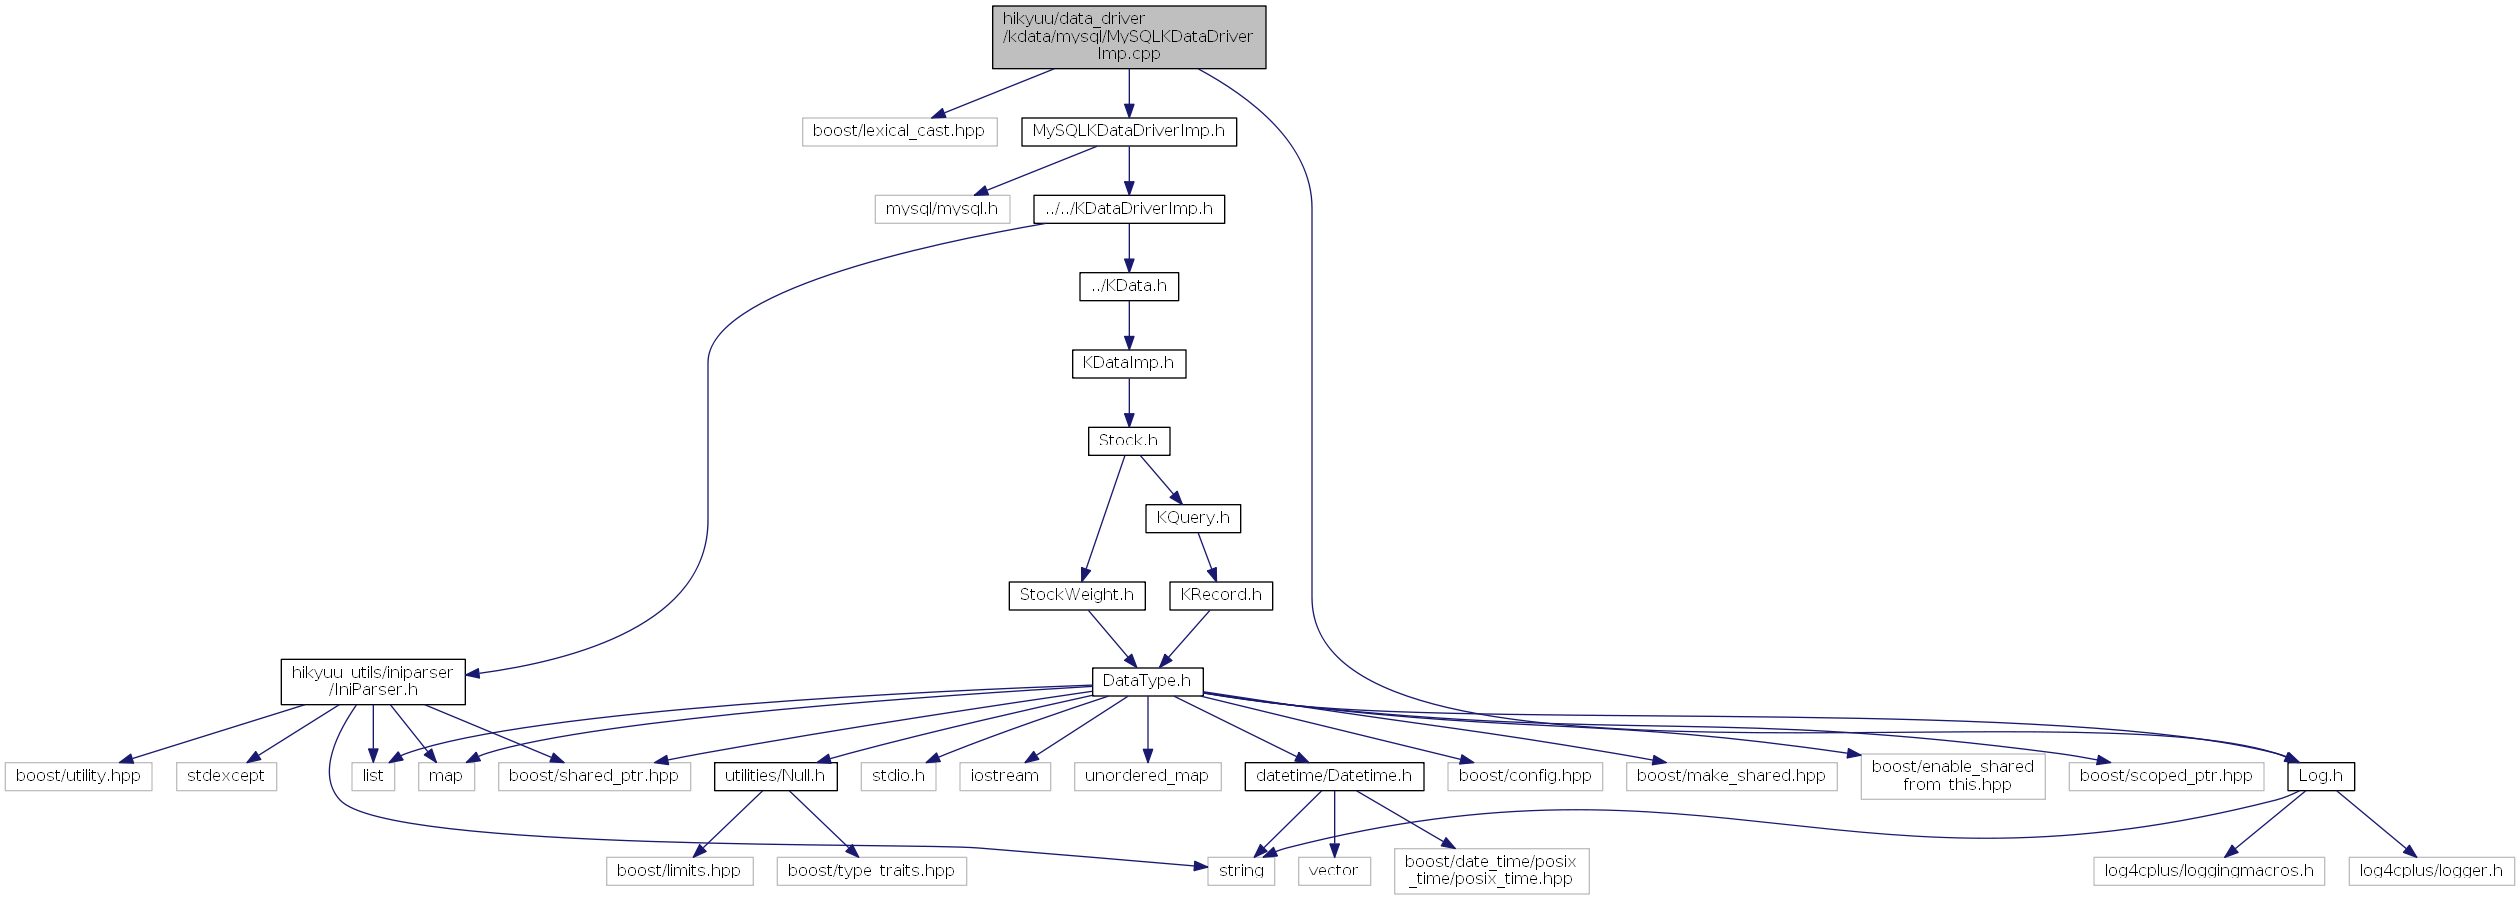 hikyuu/data_driver
/kdata/mysql/MySQLKDataDriver
Imp.cpp
boost/lexical_cast.hpp
MySQLKDataDriverImp.h
mysql/mysql.h
../../KDataDriverImp.h
../KData.h
KDataImp.h
Stock.h
KQuery.h
StockWeight.h
KRecord.h
hikyuu_utils/iniparser
/IniParser.h
DataType.h
boost/utility.hpp
stdexcept
list
map
boost/shared_ptr.hpp
utilities/Null.h
stdio.h
iostream
unordered_map
datetime/Datetime.h
boost/config.hpp
boost/make_shared.hpp
boost/enable_shared
_from_this.hpp
boost/scoped_ptr.hpp
Log.h
boost/limits.hpp
boost/type_traits.hpp
string
vector
boost/date_time/posix
_time/posix_time.hpp
log4cplus/loggingmacros.h
log4cplus/logger.h